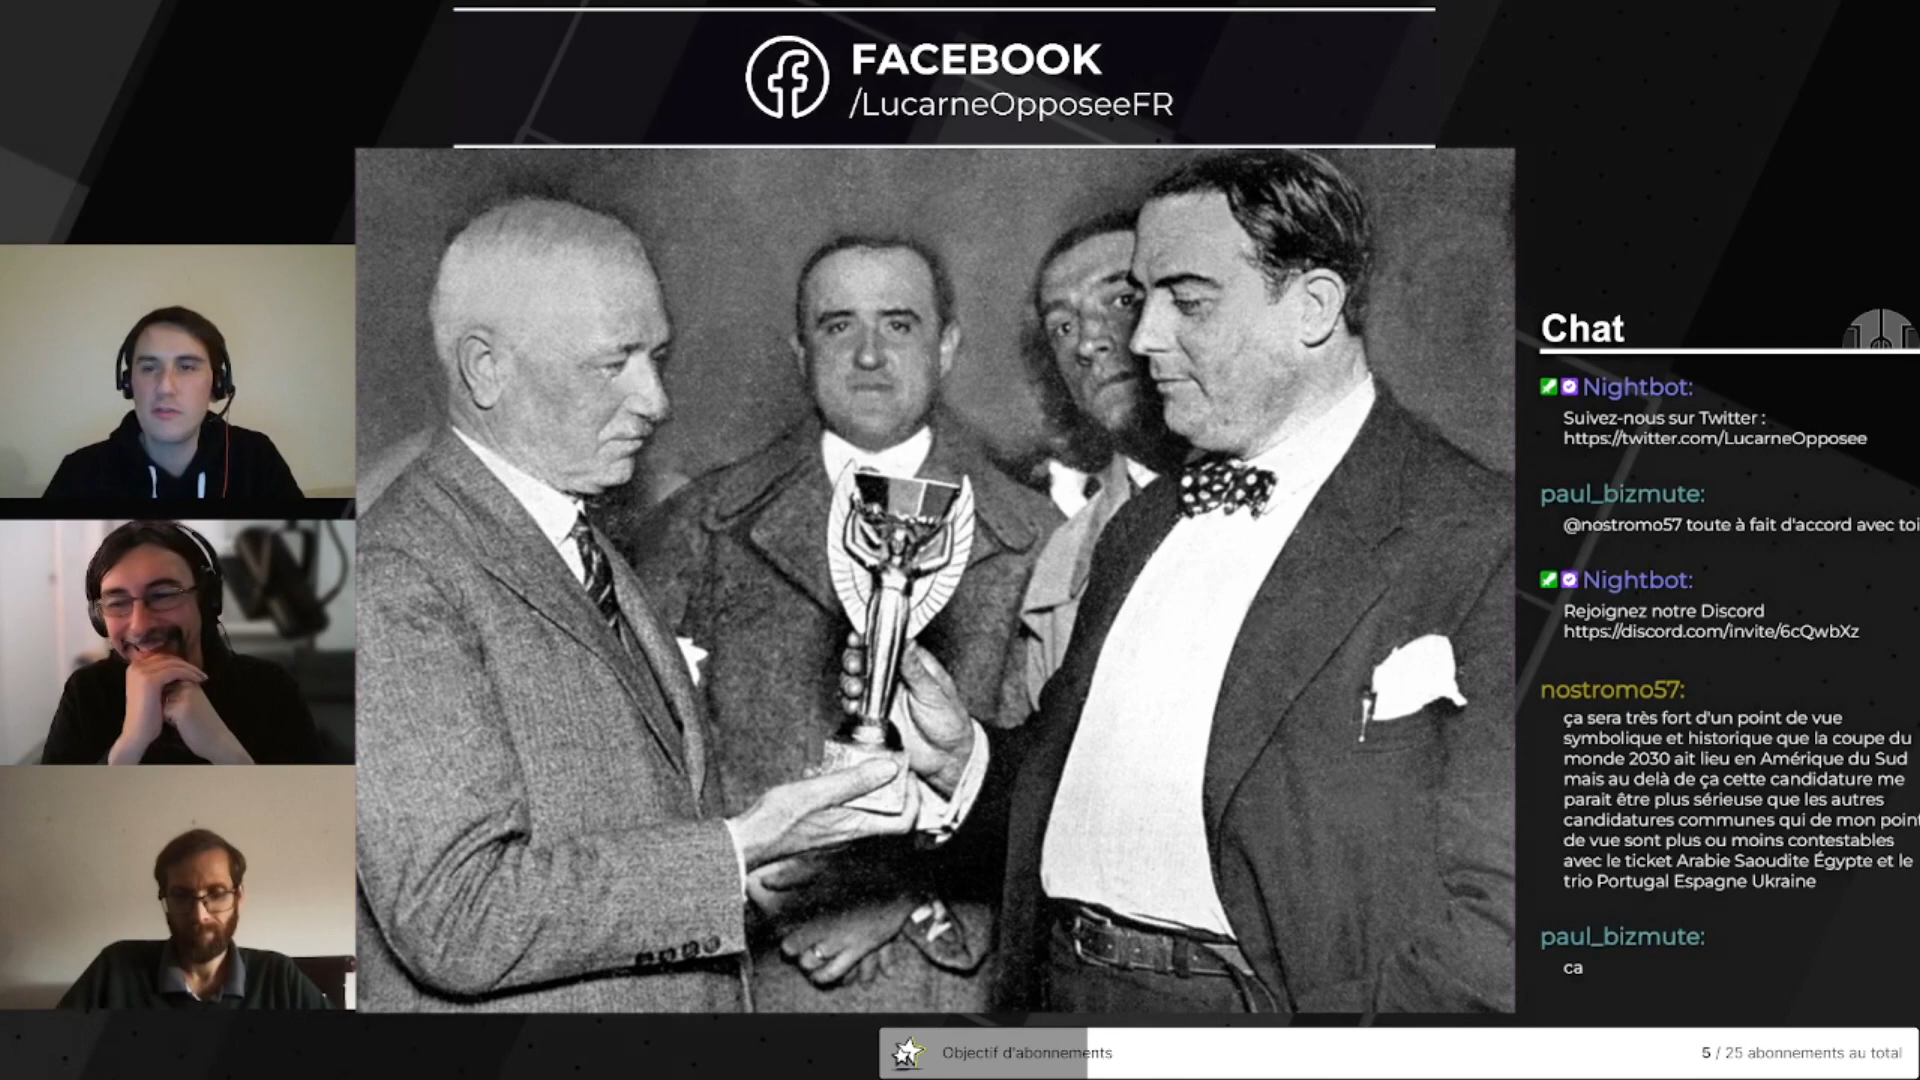 FACEBOOK
/LucarneOpposeeFR
Chat
Nightbot:
Suivez-nous sur Twitter :
https://twitter.com/LucarneOpposee
paul_bizmute:
@nostromo57 toute à fait d'accord avec toi
Nightbot:
Rejoignez notre Discord
https://discord.com/invite/6cQwbXz
nostromo57:
ça sera très fort d'un point de vue
symbolique et historique que la coupe du
monde 2030 ait lieu en Amérique du Sud
mais au delà de ça cette candidature me
parait être plus sérieuse que les autres
candidatures communes qui de mon point
de vue sont plus ou moins contestables
avec le ticket Arabie Saoudite Égypte et le
trio Portugal Espagne Ukraine
paul_bizmute:
ca
Objectif d'abonnements
5 / 25 abonnements au total